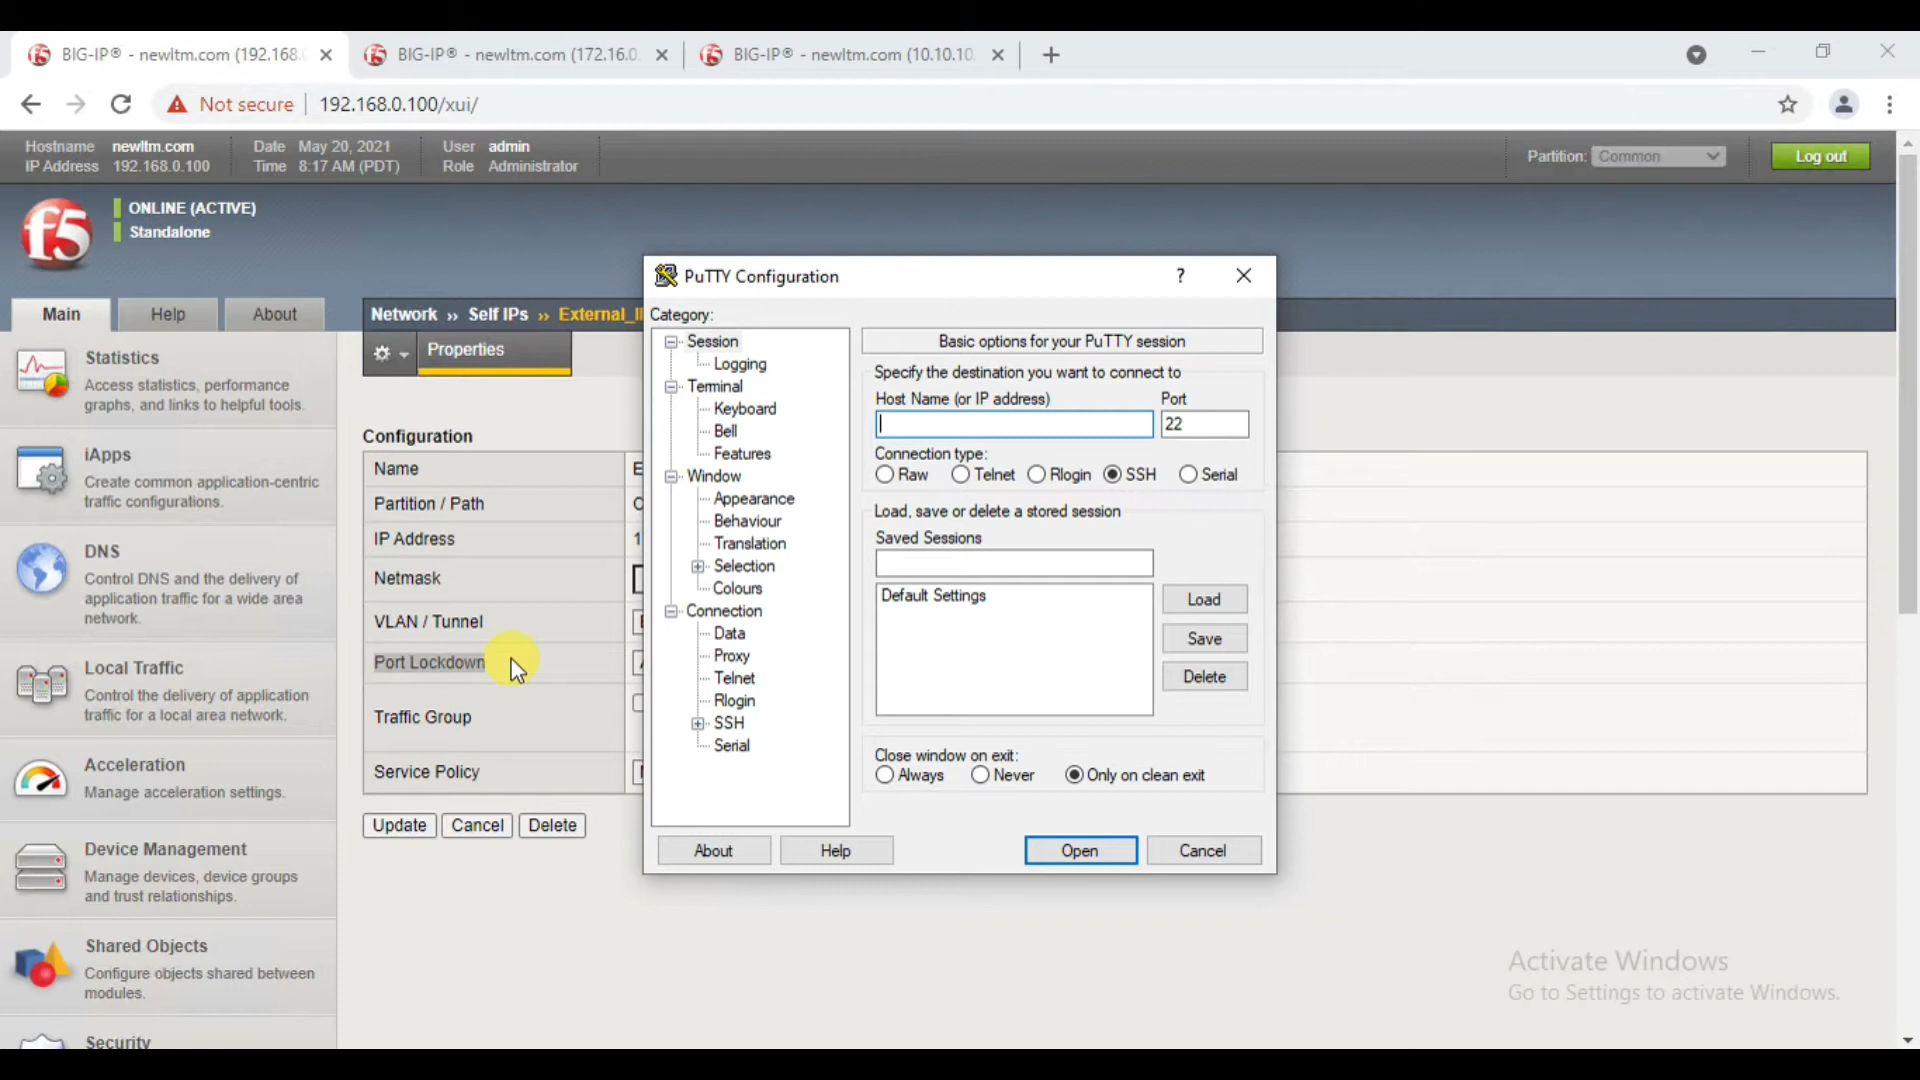 BIG-IP® - newltm.com (192.168.
BIG-IP® - newltm.com (172.16.0.
BIG-IP® - newltm.com (10.10.10.
Not secure
192.168.0.100/xui/
Hostname newltm.com
IP Address 192.168.0.100
Date May 20, 2021
Time 8:17 AM (PDT)
User admin
Role Administrator
Partition: Common
Log out
f5
ONLINE (ACTIVE)
Standalone
Main
Help
About
Network ›› Self IPs ›› External_I
Properties
Statistics
Access statistics, performance
graphs, and links to helpful tools.
iApps
Create common application-centric
traffic configurations.
DNS
Control DNS and the delivery of
application traffic for a wide area
network.
Local Traffic
Control the delivery of application
traffic for a local area network.
Acceleration
Manage acceleration settings.
Device Management
Manage devices, device groups
and trust relationships.
Shared Objects
Configure objects shared between
modules.
Security
Configuration
Name
Partition / Path
IP Address
Netmask
VLAN / Tunnel
Port Lockdown
Traffic Group
Service Policy
Update
Cancel
Delete
PuTTY Configuration
?
Category:
Session
Logging
Terminal
Keyboard
Bell
Features
Window
Appearance
Behaviour
Translation
Selection
Colours
Connection
Data
Proxy
Telnet
Rlogin
SSH
Serial
Basic options for your PuTTY session
Specify the destination you want to connect to
Host Name (or IP address)
Port
22
Connection type:
Raw
Telnet
Rlogin
SSH
Serial
Load, save or delete a stored session
Saved Sessions
Default Settings
Load
Save
Delete
Close window on exit:
Always
Never
Only on clean exit
About
Help
Open
Cancel
Activate Windows
Go to Settings to activate Windows.